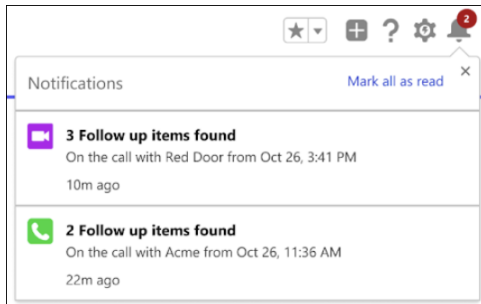 2
Notifications
Mark all as read
3 Follow up items found
On the call with Red Door from Oct 26, 3:41 PM
10m ago
2 Follow up items found
On the call with Acme from Oct 26, 11:36 AM
22m ago